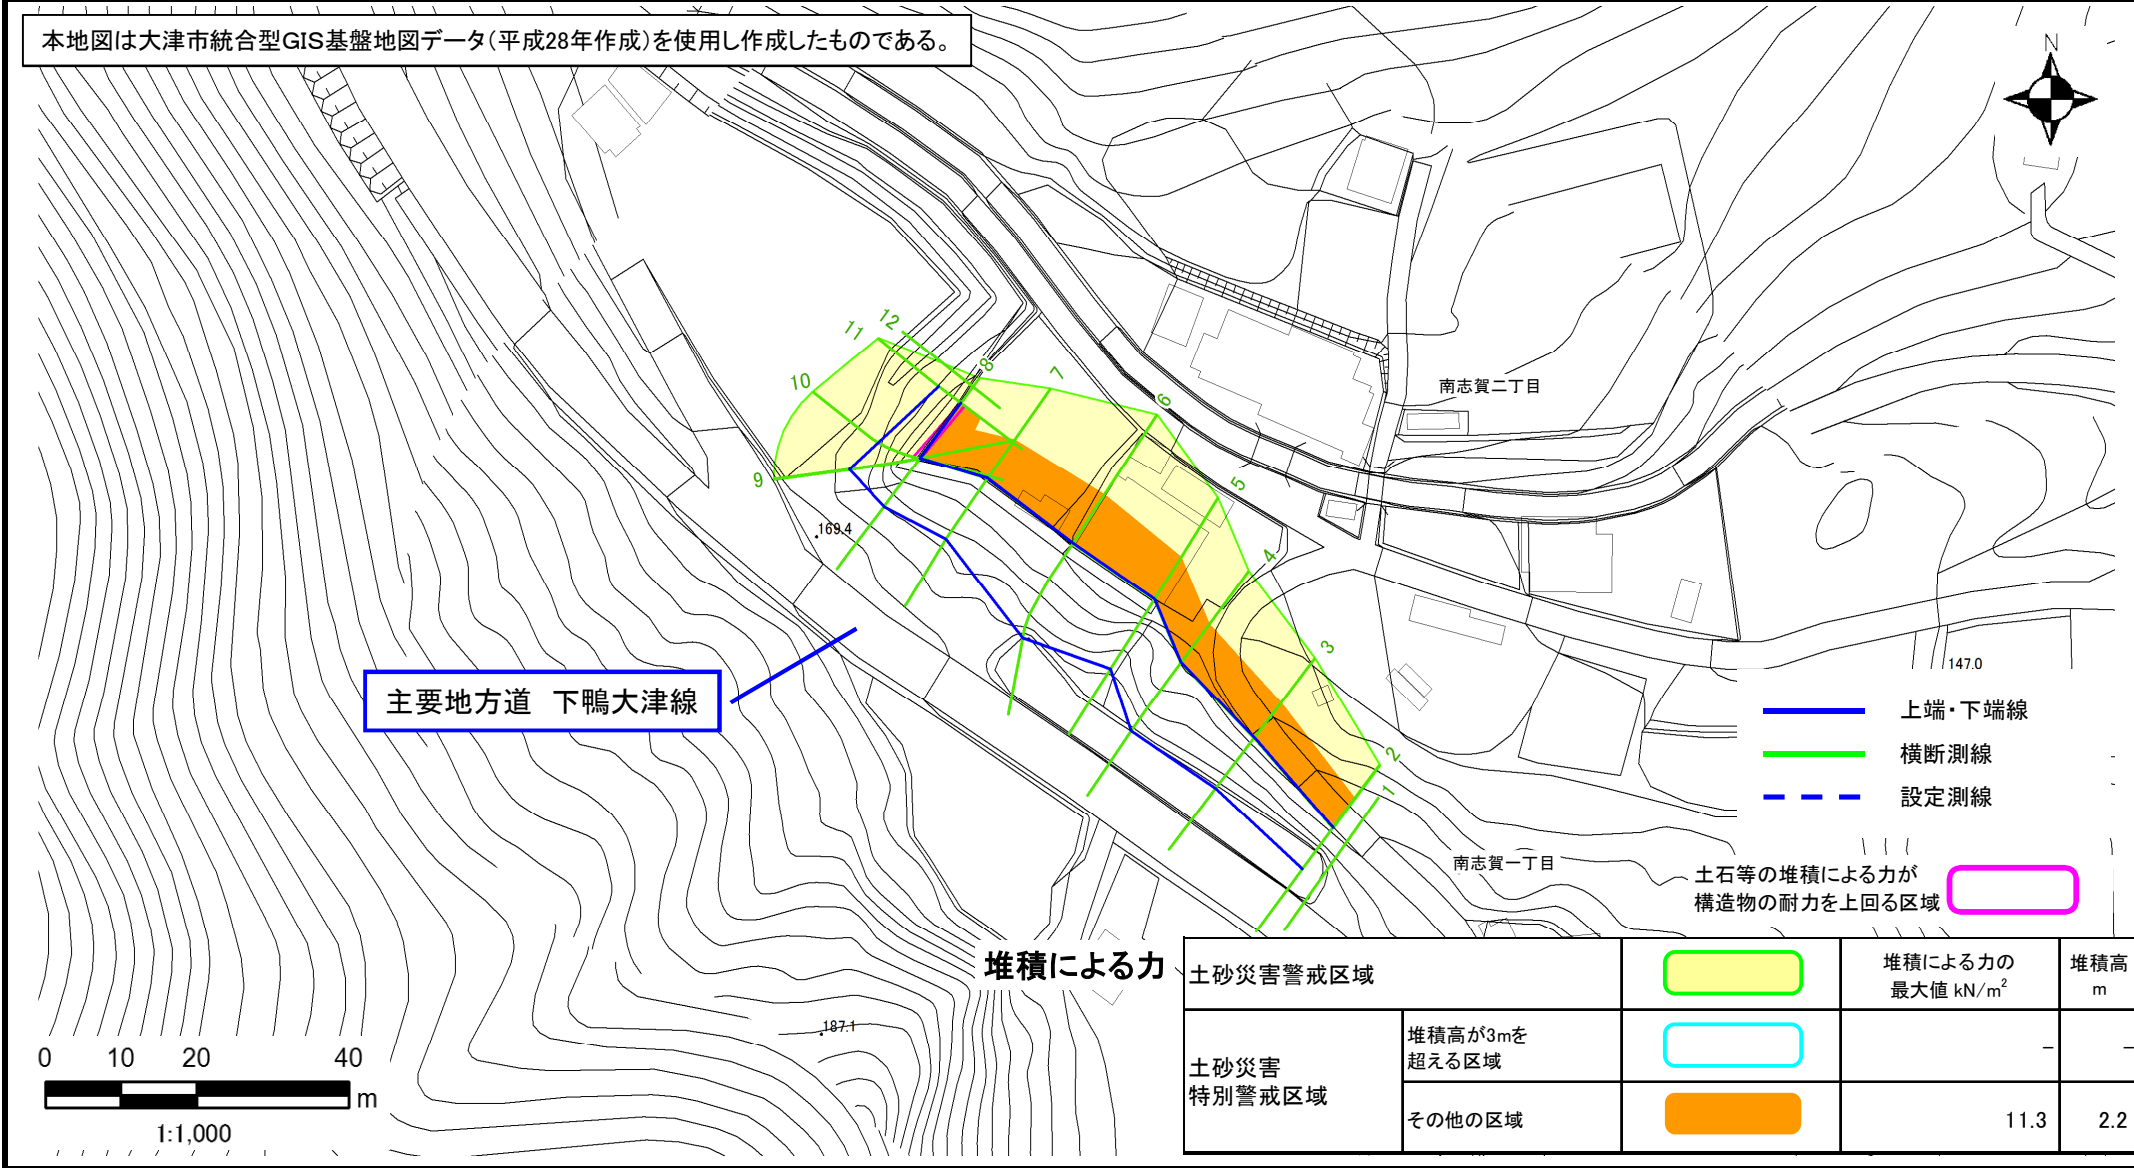 本地図は大津市統合型GIS基盤地図データ(平成28年作成)を使用し作成したものである。
N
12
11
8
7
10
6
南志賀二丁目
9
5
169.4
4
3
147.0
主要地方道　下鴨大津線
上端・下端線
2
横断測線
1
設定測線
南志賀一丁目
土石等の堆積による力が
構造物の耐力を上回る区域
堆積による力
土砂災害警戒区域
堆積による力の
最大値 kN/m²
堆積高
m
187.1
土砂災害
特別警戒区域
堆積高が3mを
超える区域
－
－
その他の区域
11.3
2.2
0 10 20 40
m
1:1,000